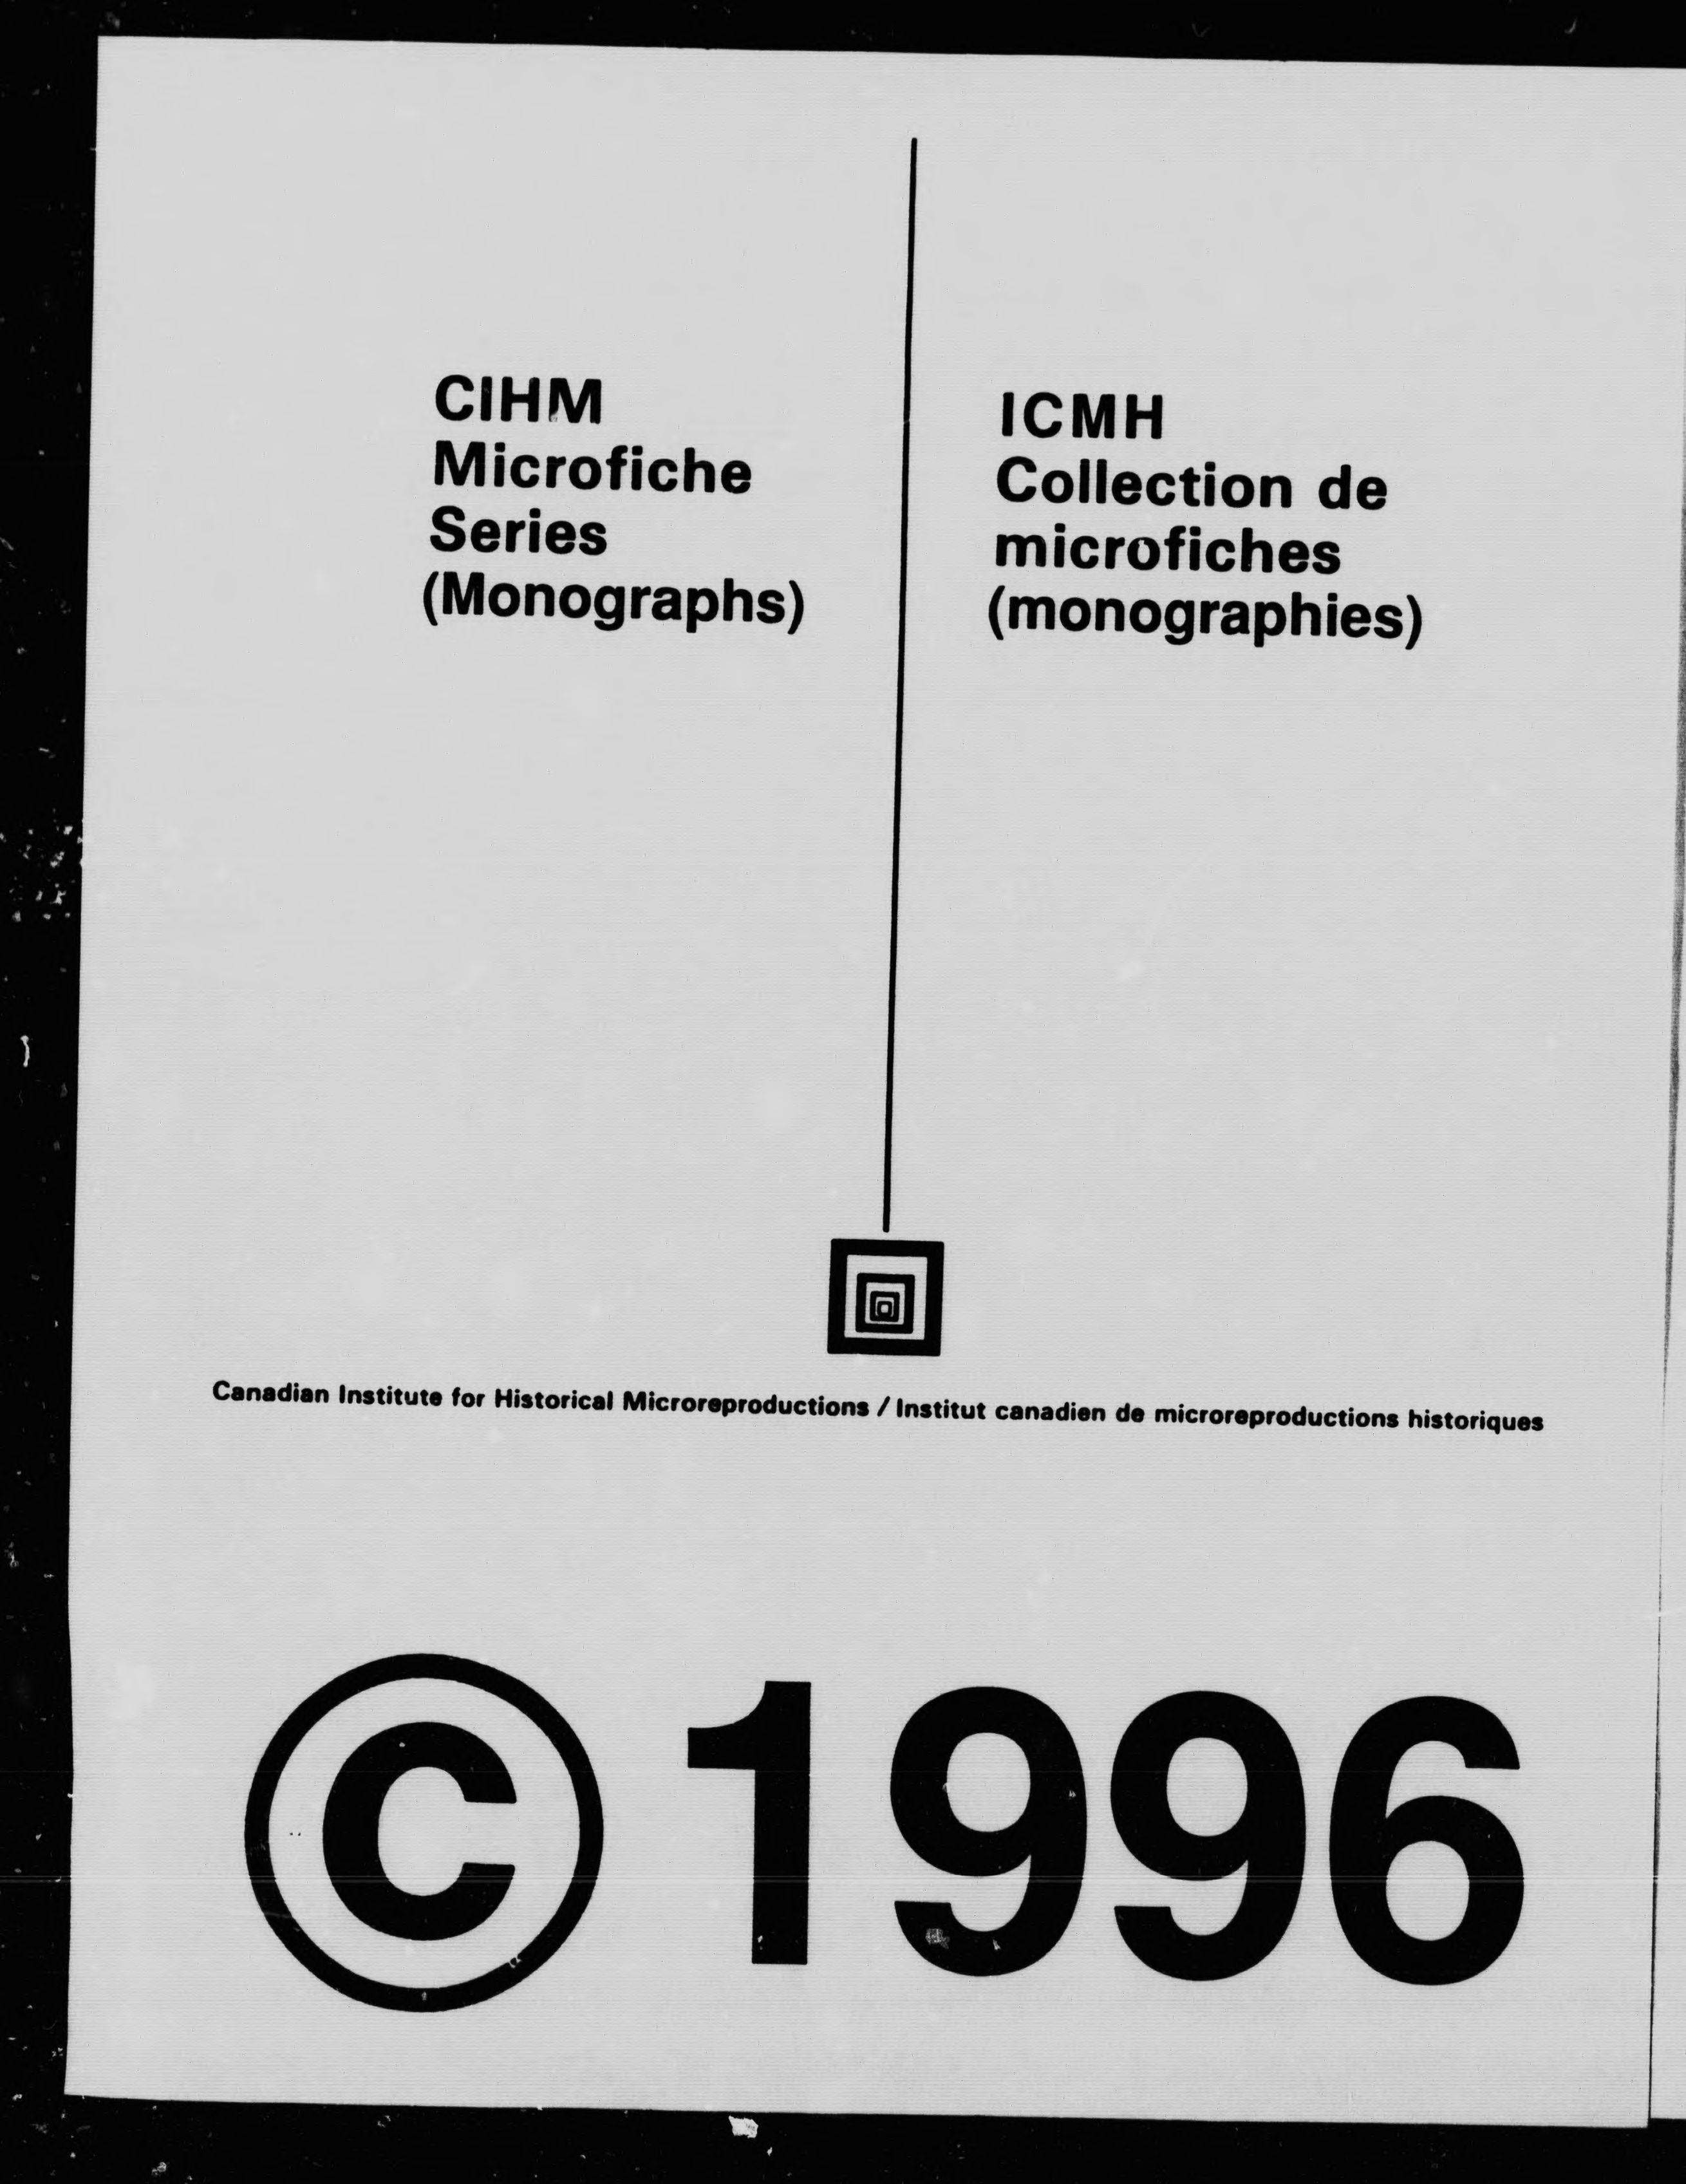 CIHM
Microfiche
Series
(Monographs)
ICMH
Collection de
microfiches
(monographies)
Canadian Institute for Historical Microreproductions / Institut canadien de microreproductions historiques
© 1996